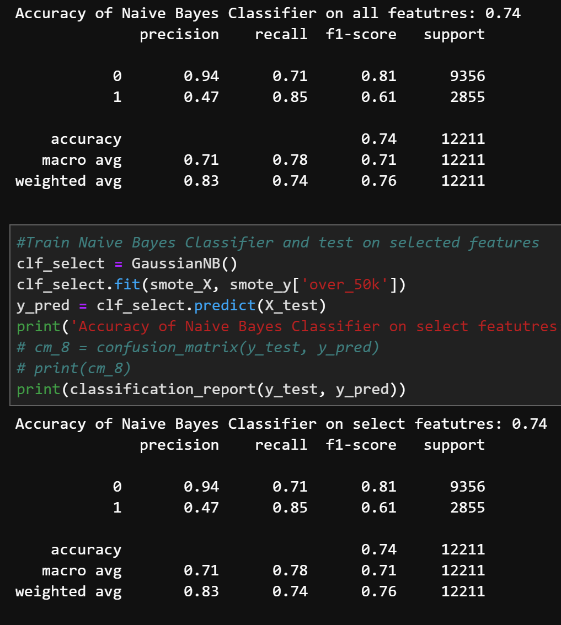 Accuracy of Naive Bayes Classifier on all featutres: 0.74
precision recall f1-score support
0 0.94 0.71 0.81 9356
1 0.47 0.85 0.61 2855
accuracy 0.74 12211
macro avg 0.71 0.78 0.71 12211
weighted avg 0.83 0.74 0.76 12211
#Train Naive Bayes Classifier and test on selected features
clf_select = GaussianNB()
clf_select.fit(smote_X, smote_y['over_50k'])
y_pred = clf_select.predict(X_test)
print('Accuracy of Naive Bayes Classifier on select featutres
# cm_8 = confusion_matrix(y_test, y_pred)
# print(cm_8)
print(classification_report(y_test, y_pred))
Accuracy of Naive Bayes Classifier on select featutres: 0.74
precision recall f1-score support
0 0.94 0.71 0.81 9356
1 0.47 0.85 0.61 2855
accuracy 0.74 12211
macro avg 0.71 0.78 0.71 12211
weighted avg 0.83 0.74 0.76 12211